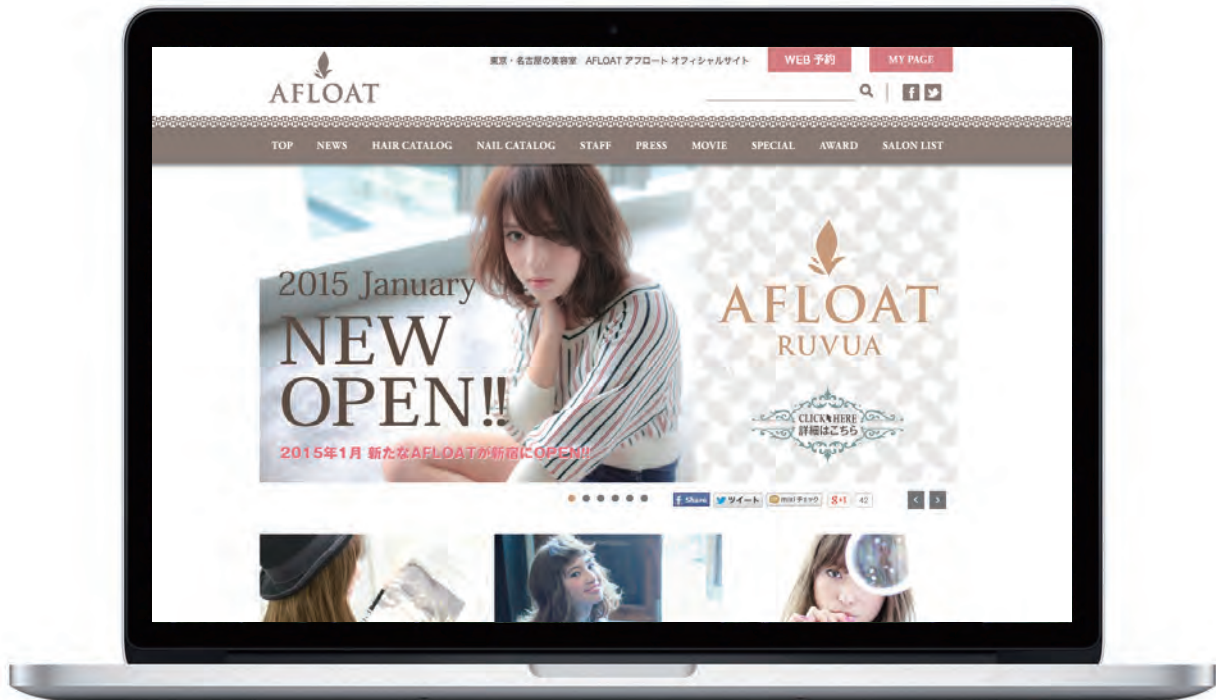 AFLOAT
東京・名古屋の美容室 AFLOAT アフロート オフィシャルサイト
WEB 予約
MY PAGE
TOP NEWS HAIR CATALOG NAIL CATALOG STAFF PRESS MOVIE SPECIAL AWARD SALON LIST
2015 January
NEW
OPEN!!
2015年1月 新たなAFLOATが新宿にOPEN!!
AFLOAT
RUVUA
CLICK HERE
詳細はこちら
f Share ツイート mixi チェック g+1 42